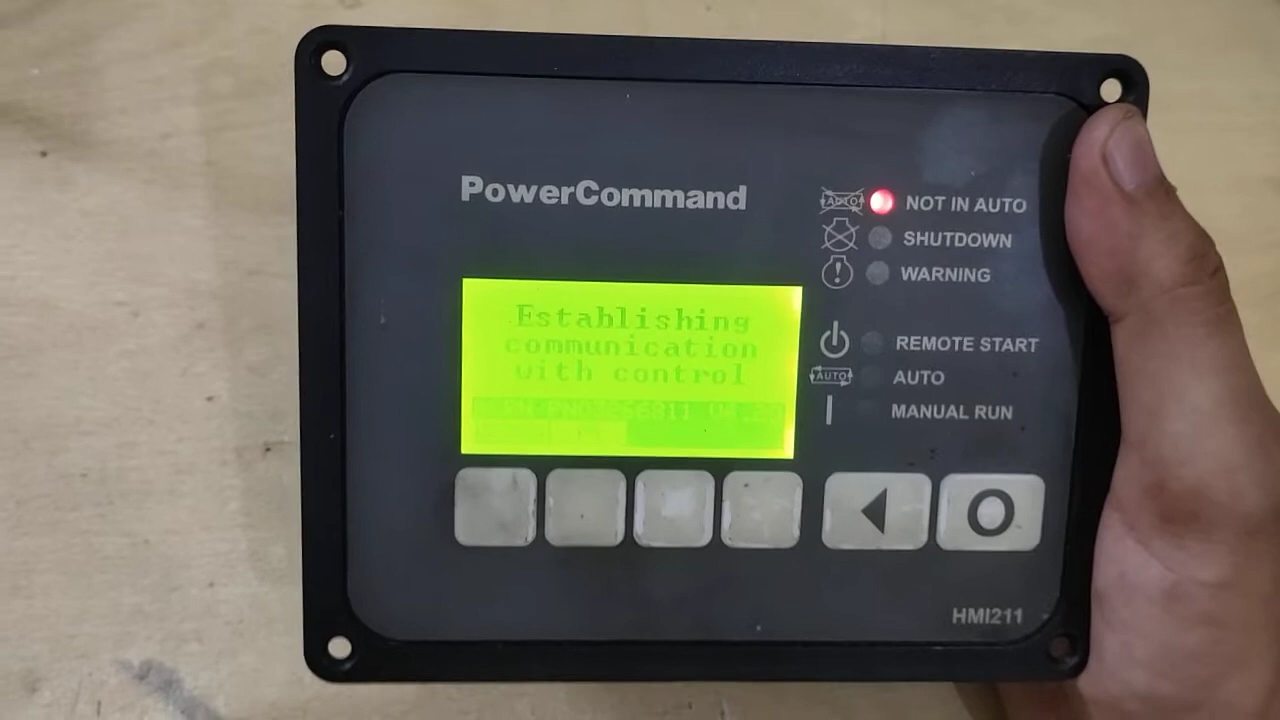 PowerCommand
AUTO NOT IN AUTO
SHUTDOWN
! WARNING
Establishing
communication
with control
REMOTE START
AUTO AUTO
MANUAL RUN
HMI211